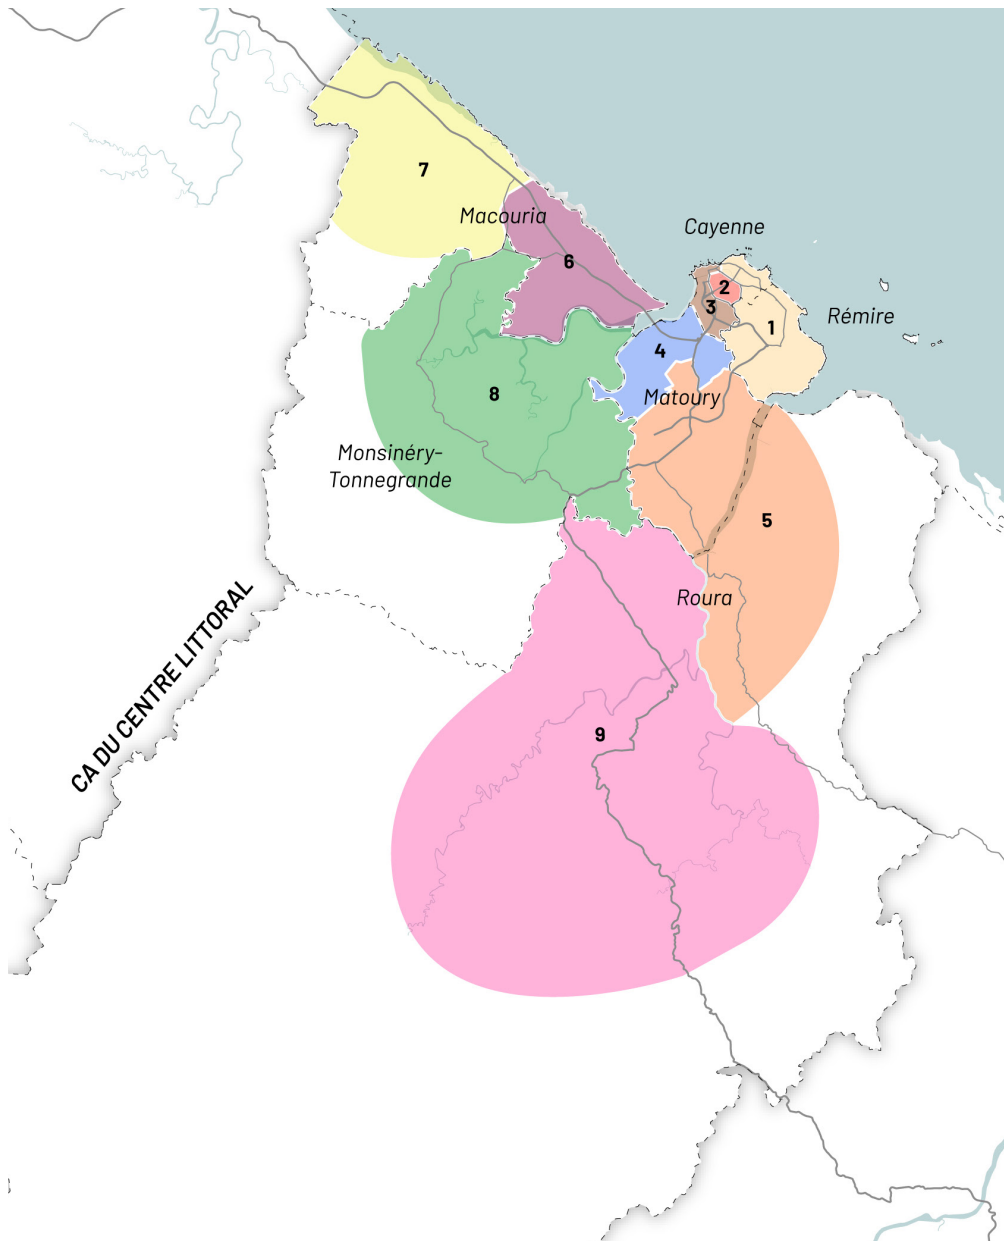 7
Macouria
Cayenne
6
2
3
Rémire
1
4
8
Matoury
Monsinéry-
Tonnegrande
5
CA DU CENTRE LITTORAL
Roura
9